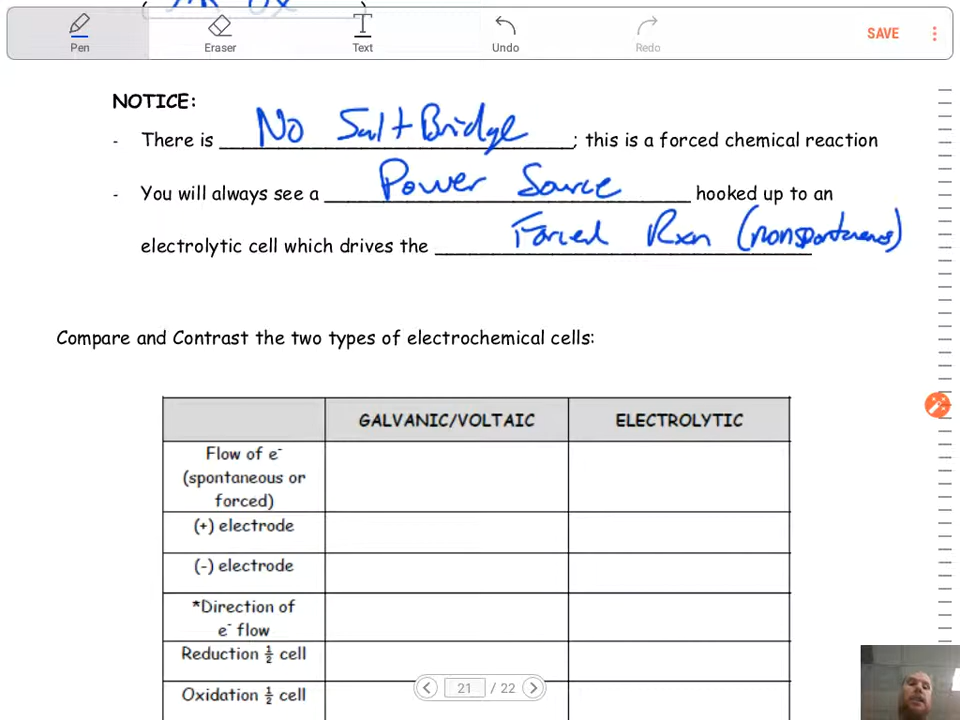 Pen
Eraser
Text
Undo
Redo
SAVE
NOTICE:
- There is No Salt Bridge; this is a forced chemical reaction
- You will always see a Power Source hooked up to an
electrolytic cell which drives the Forced Rxn (nonspontaneous)
Compare and Contrast the two types of electrochemical cells:
GALVANIC/VOLTAIC ELECTROLYTIC
Flow of e⁻
(spontaneous or
forced)
(+) electrode
(-) electrode
*Direction of
e⁻ flow
Reduction ½ cell
Oxidation ½ cell
21 / 22